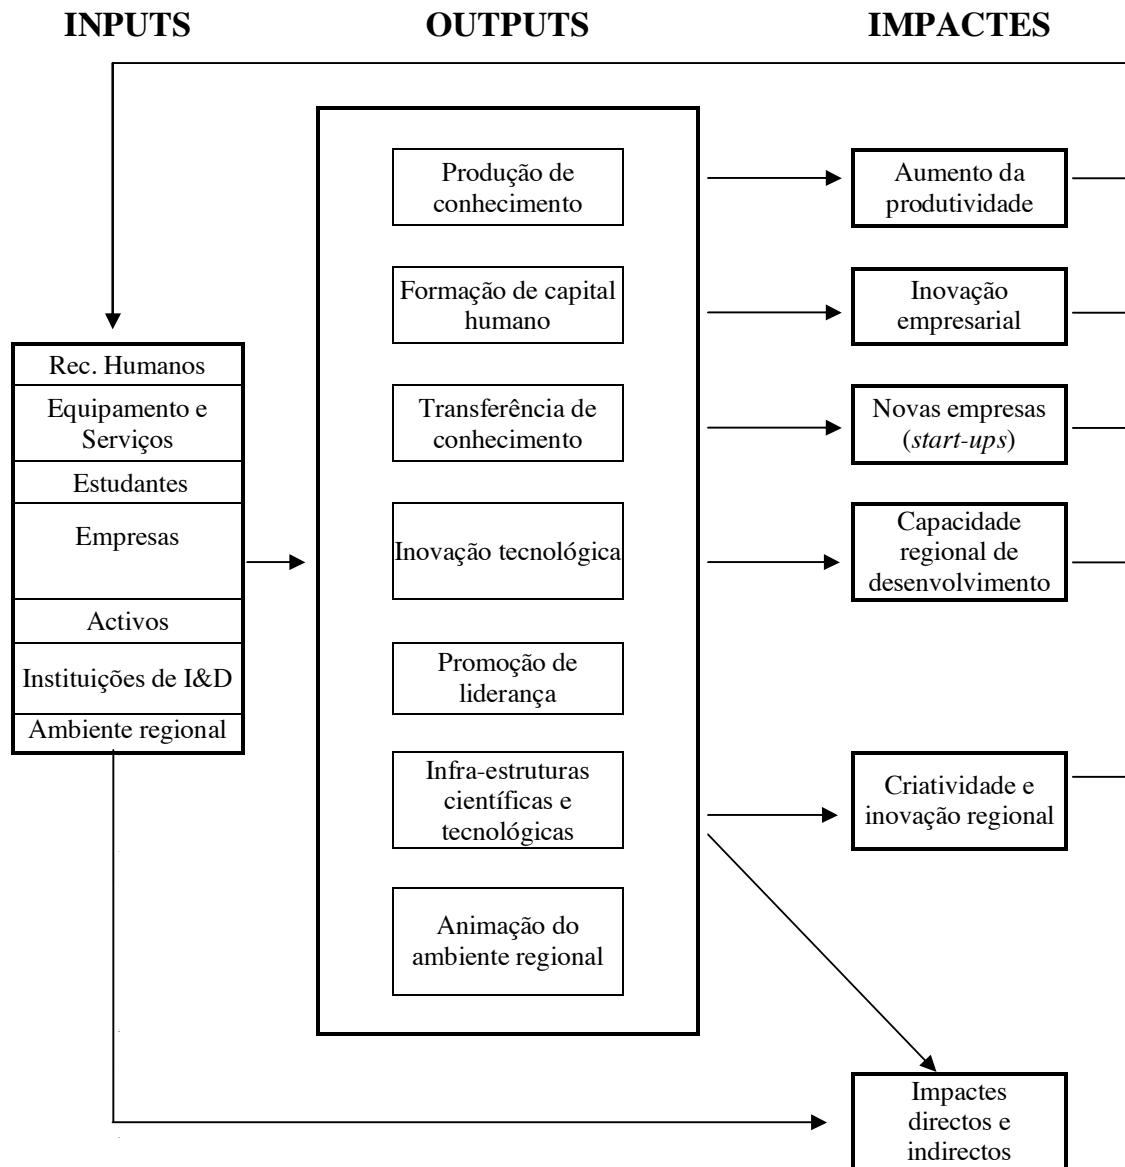 INPUTS
OUTPUTS
IMPACTES
Rec. Humanos
Equipamento e
Serviços
Estudantes
Empresas
Activos
Instituições de I&D
Ambiente regional
Produção de
conhecimento
Formação de capital
humano
Transferência de
conhecimento
Inovação tecnológica
Promoção de
liderança
Infra-estruturas
científicas e
tecnológicas
Animação do
ambiente regional
Aumento da
produtividade
Inovação
empresarial
Novas empresas
(start-ups)
Capacidade
regional de
desenvolvimento
Criatividade e
inovação regional
Impactes
directos e
indirectos